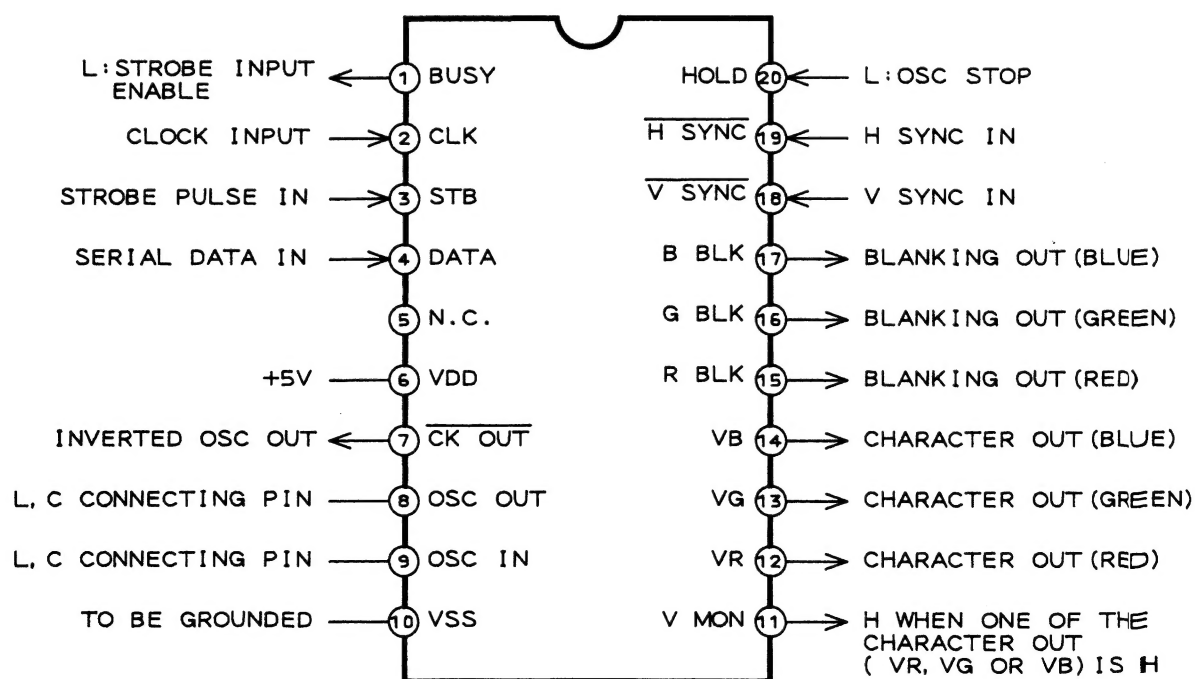 L:STROBE INPUT
ENABLE
1 BUSY
CLOCK INPUT 2 CLK
STROBE PULSE IN 3 STB
SERIAL DATA IN 4 DATA
5 N.C.
+5V 6 VDD
INVERTED OSC OUT 7 CK OUT
L, C CONNECTING PIN 8 OSC OUT
L, C CONNECTING PIN 9 OSC IN
TO BE GROUNDED 10 VSS
HOLD 20 L:OSC STOP
H SYNC 19 H SYNC IN
V SYNC 18 V SYNC IN
B BLK 17 BLANKING OUT (BLUE)
G BLK 16 BLANKING OUT (GREEN)
R BLK 15 BLANKING OUT (RED)
VB 14 CHARACTER OUT (BLUE)
VG 13 CHARACTER OUT (GREEN)
VR 12 CHARACTER OUT (RED)
V MON 11 H WHEN ONE OF THE
CHARACTER OUT
( VR, VG OR VB) IS H